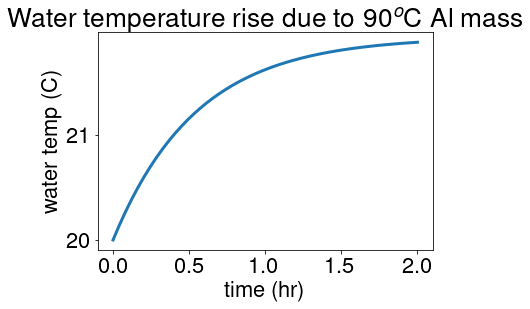 Water temperature rise due to 90°C Al mass
water temp (C)
21
20
0.0 0.5 1.0 1.5 2.0
time (hr)